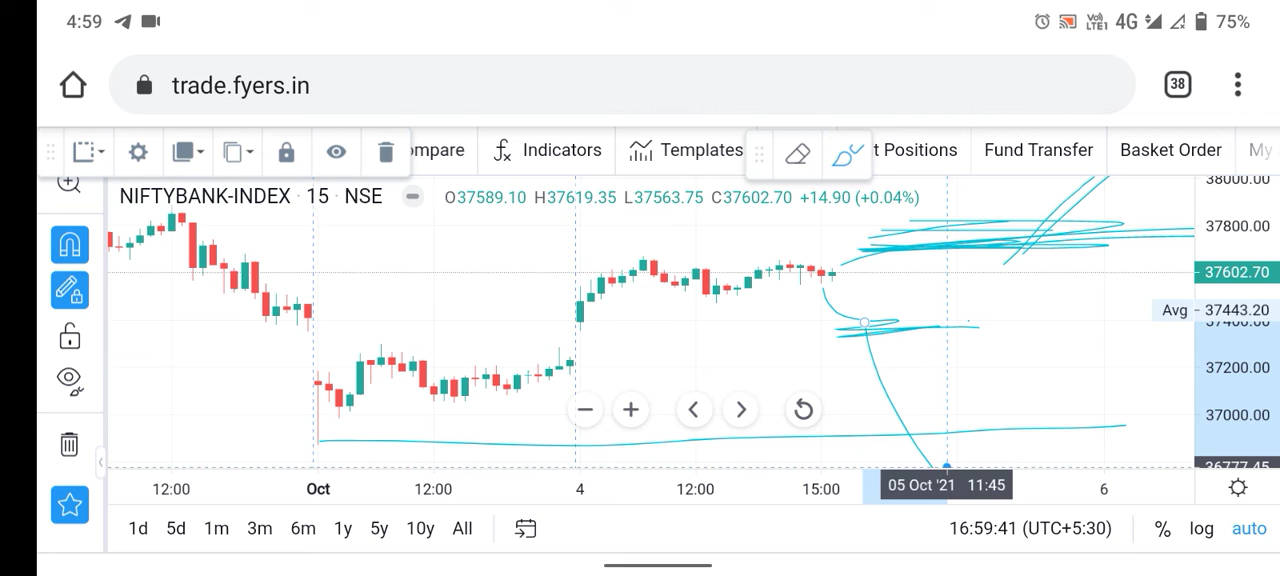 4:59 4G 75%
trade.fyers.in 38
ompare Indicators Templates t Positions Fund Transfer Basket Order My
NIFTYBANK-INDEX · 15 · NSE O37589.10 H37619.35 L37563.75 C37602.70 +14.90 (+0.04%)
38000.00
37800.00
37602.70
Avg 37443.20
37400.00
37200.00
37000.00
36777.45
12:00 Oct 12:00 4 12:00 15:00 05 Oct '21 11:45 6
1d 5d 1m 3m 6m 1y 5y 10y All 16:59:41 (UTC+5:30) % log auto